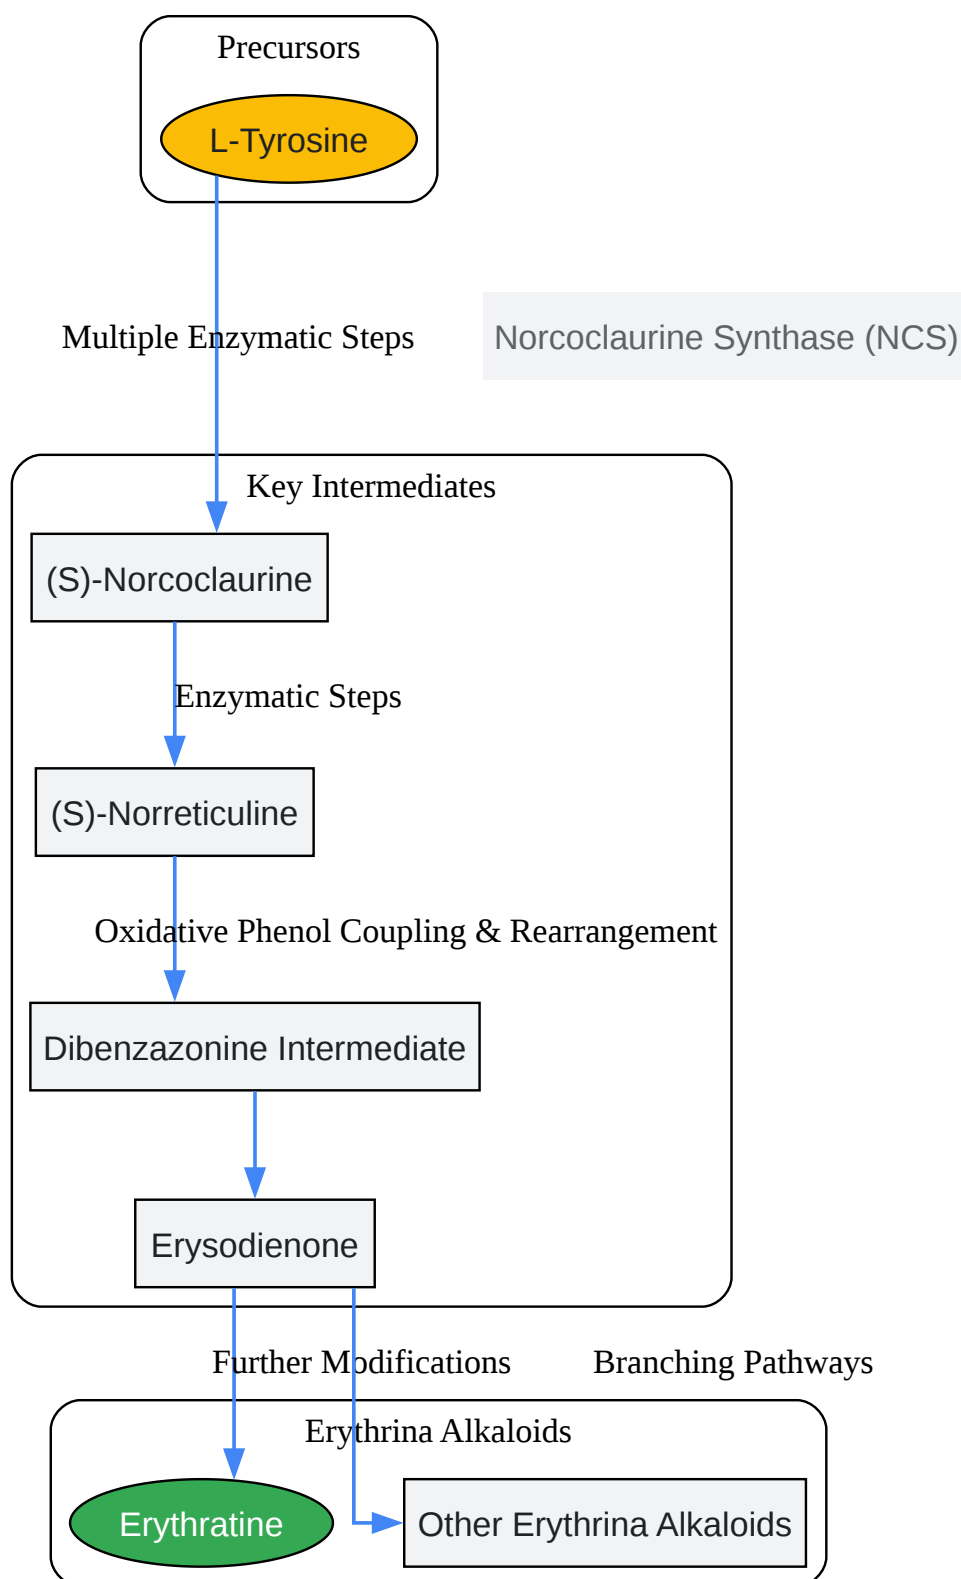 Precursors
L-Tyrosine
Multiple Enzymatic Steps
Norcoclaurine Synthase (NCS)
Key Intermediates
(S)-Norcoclaurine
Enzymatic Steps
(S)-Norreticuline
Oxidative Phenol Coupling & Rearrangement
Dibenzazonine Intermediate
Erysodienone
Further Modifications
Branching Pathways
Erythrina Alkaloids
Erythratine
Other Erythrina Alkaloids